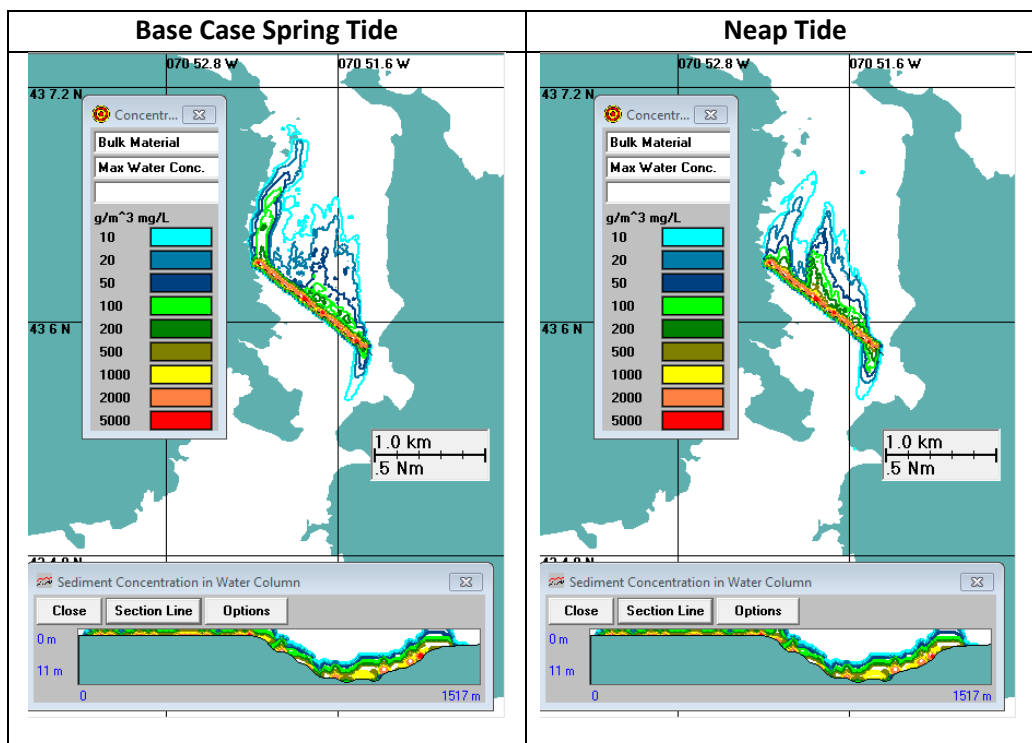 Base Case Spring Tide
070 52.8 W
070 51.6 W
43 7.2 N
Concentr...
Bulk Material
Max Water Conc.
g/m^3 mg/L
10
20
50
100
200
500
1000
2000
5000
43 6 N
1.0 km
.5 Nm
Sediment Concentration in Water Column
Close
Section Line
Options
0 m
11 m
0
1517 m
Neap Tide
070 52.8 W
070 51.6 W
43 7.2 N
Concentr...
Bulk Material
Max Water Conc.
g/m^3 mg/L
10
20
50
100
200
500
1000
2000
5000
43 6 N
1.0 km
.5 Nm
Sediment Concentration in Water Column
Close
Section Line
Options
0 m
11 m
0
1517 m